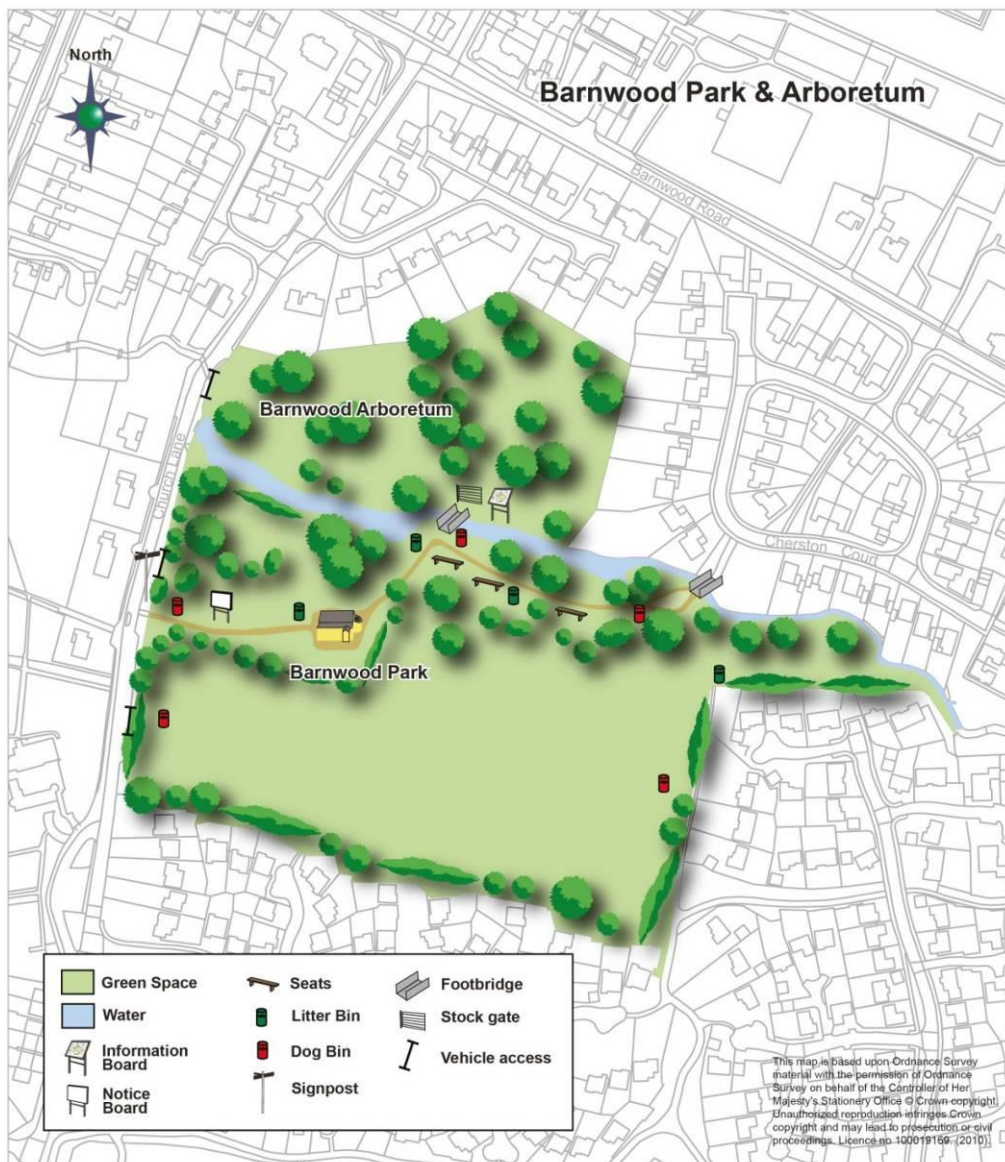 North
Barnwood Park & Arboretum
Barnwood Road
Barnwood Arboretum
Church Lane
Cherston Court
Barnwood Park
Green Space
Water
Information
Board
Notice
Board
Seats
Litter Bin
Dog Bin
Signpost
Footbridge
Stock gate
Vehicle access
This map is based upon Ordnance Survey
material with the permission of Ordnance
Survey on behalf of the Controller of Her
Majesty's Stationery Office © Crown copyright.
Unauthorized reproduction infringes Crown
copyright and may lead to prosecution or civil
proceedings. Licence no 100019169. (2010).